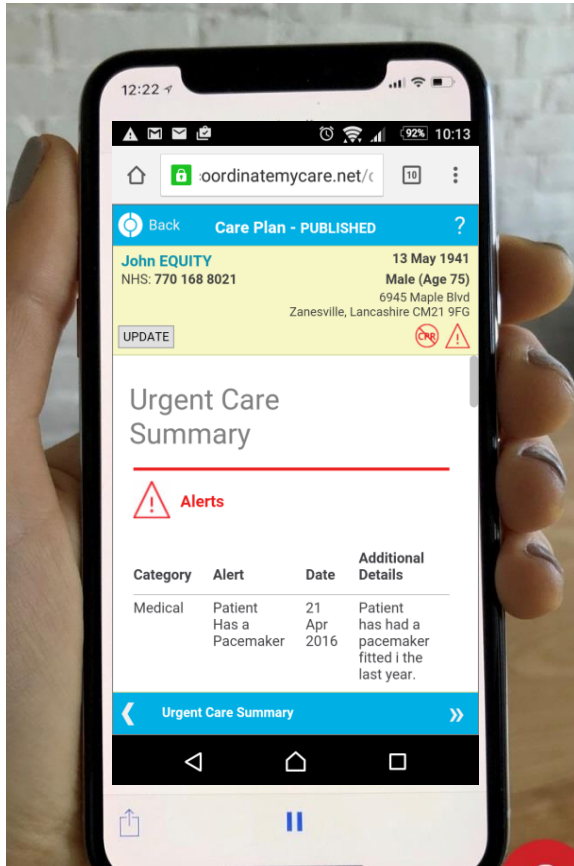 12:22
92% 10:13
:oordinatemycare.net/c 10
Back Care Plan - PUBLISHED ?
John EQUITY 13 May 1941
NHS: 770 168 8021 Male (Age 75)
6945 Maple Blvd
Zanesville, Lancashire CM21 9FG
UPDATE CPR
Urgent Care
Summary
Alerts
Category Alert Date Additional Details
Medical Patient Has a Pacemaker 21 Apr 2016 Patient has had a pacemaker fitted i the last year.
Urgent Care Summary